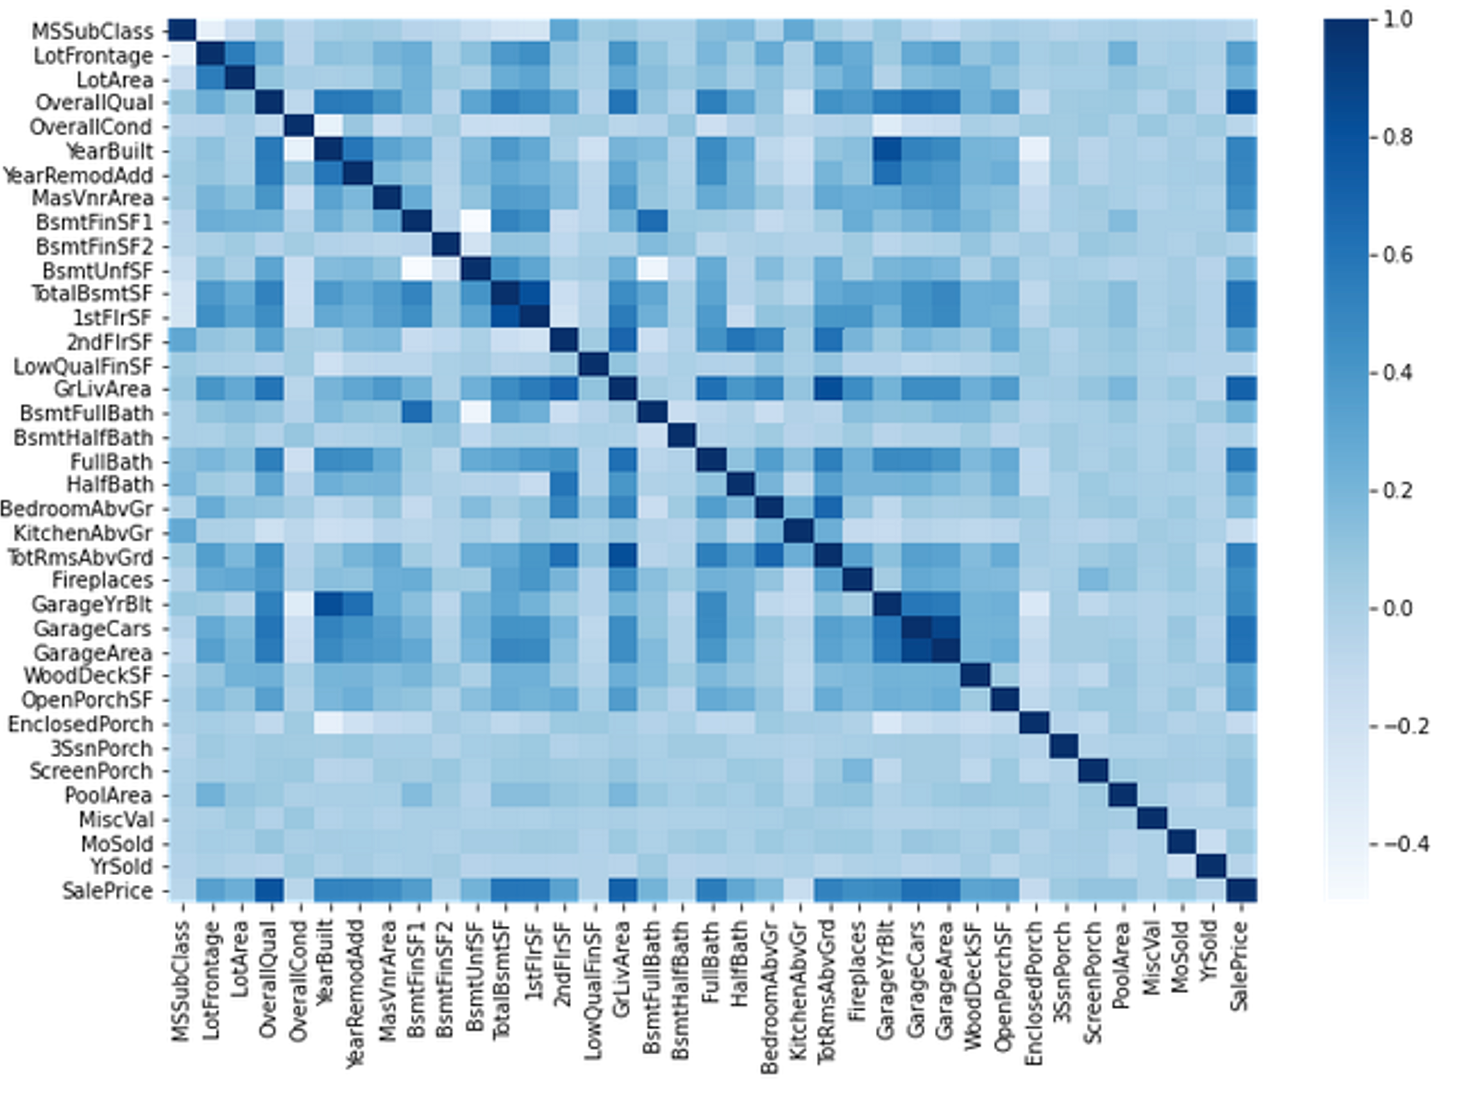 MSSubClass
LotFrontage
LotArea
OverallQual
OverallCond
YearBuilt
YearRemodAdd
MasVnrArea
BsmtFinSF1
BsmtFinSF2
BsmtUnfSF
TotalBsmtSF
1stFlrSF
2ndFlrSF
LowQualFinSF
GrLivArea
BsmtFullBath
BsmtHalfBath
FullBath
HalfBath
BedroomAbvGr
KitchenAbvGr
TotRmsAbvGrd
Fireplaces
GarageYrBlt
GarageCars
GarageArea
WoodDeckSF
OpenPorchSF
EnclosedPorch
3SsnPorch
ScreenPorch
PoolArea
MiscVal
MoSold
YrSold
SalePrice
MSSubClass
LotFrontage
LotArea
OverallQual
OverallCond
YearBuilt
YearRemodAdd
MasVnrArea
BsmtFinSF1
BsmtFinSF2
BsmtUnfSF
TotalBsmtSF
1stFlrSF
2ndFlrSF
LowQualFinSF
GrLivArea
BsmtFullBath
BsmtHalfBath
FullBath
HalfBath
BedroomAbvGr
KitchenAbvGr
TotRmsAbvGrd
Fireplaces
GarageYrBlt
GarageCars
GarageArea
WoodDeckSF
OpenPorchSF
EnclosedPorch
3SsnPorch
ScreenPorch
PoolArea
MiscVal
MoSold
YrSold
SalePrice
1.0
0.8
0.6
0.4
0.2
0.0
−0.2
−0.4